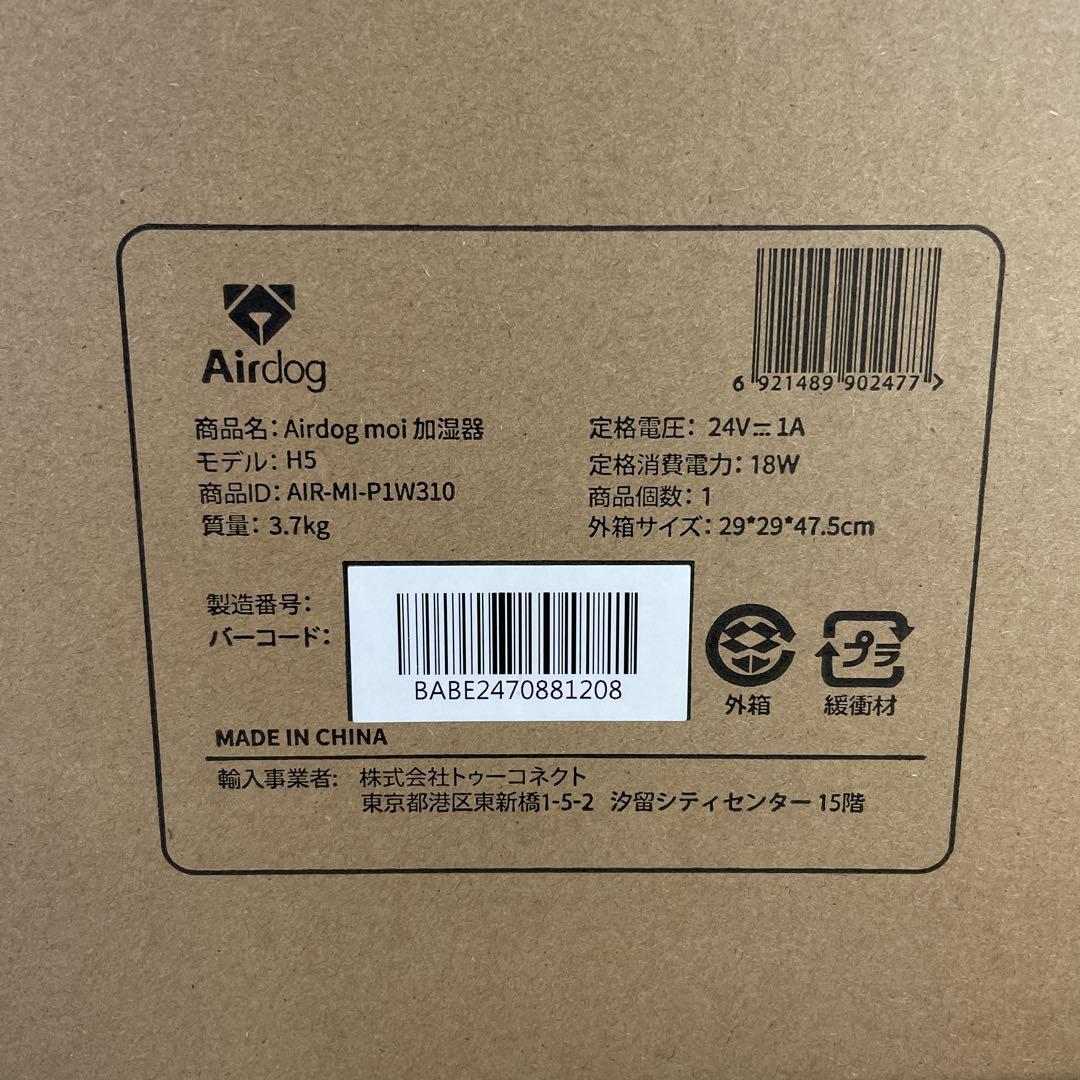 Airdog
6 921489 902477 >
商品名: Airdog moi 加湿器
モデル: H5
商品ID: AIR-MI-P1W310
質量: 3.7kg
定格電圧: 24V⎓1A
定格消費電力: 18W
商品個数: 1
外箱サイズ: 29*29*47.5cm
製造番号:
バーコード:
BABE2470881208
外箱
プラ
緩衝材
MADE IN CHINA
輸入事業者: 株式会社トゥーコネクト
東京都港区東新橋1-5-2 汐留シティセンター 15階